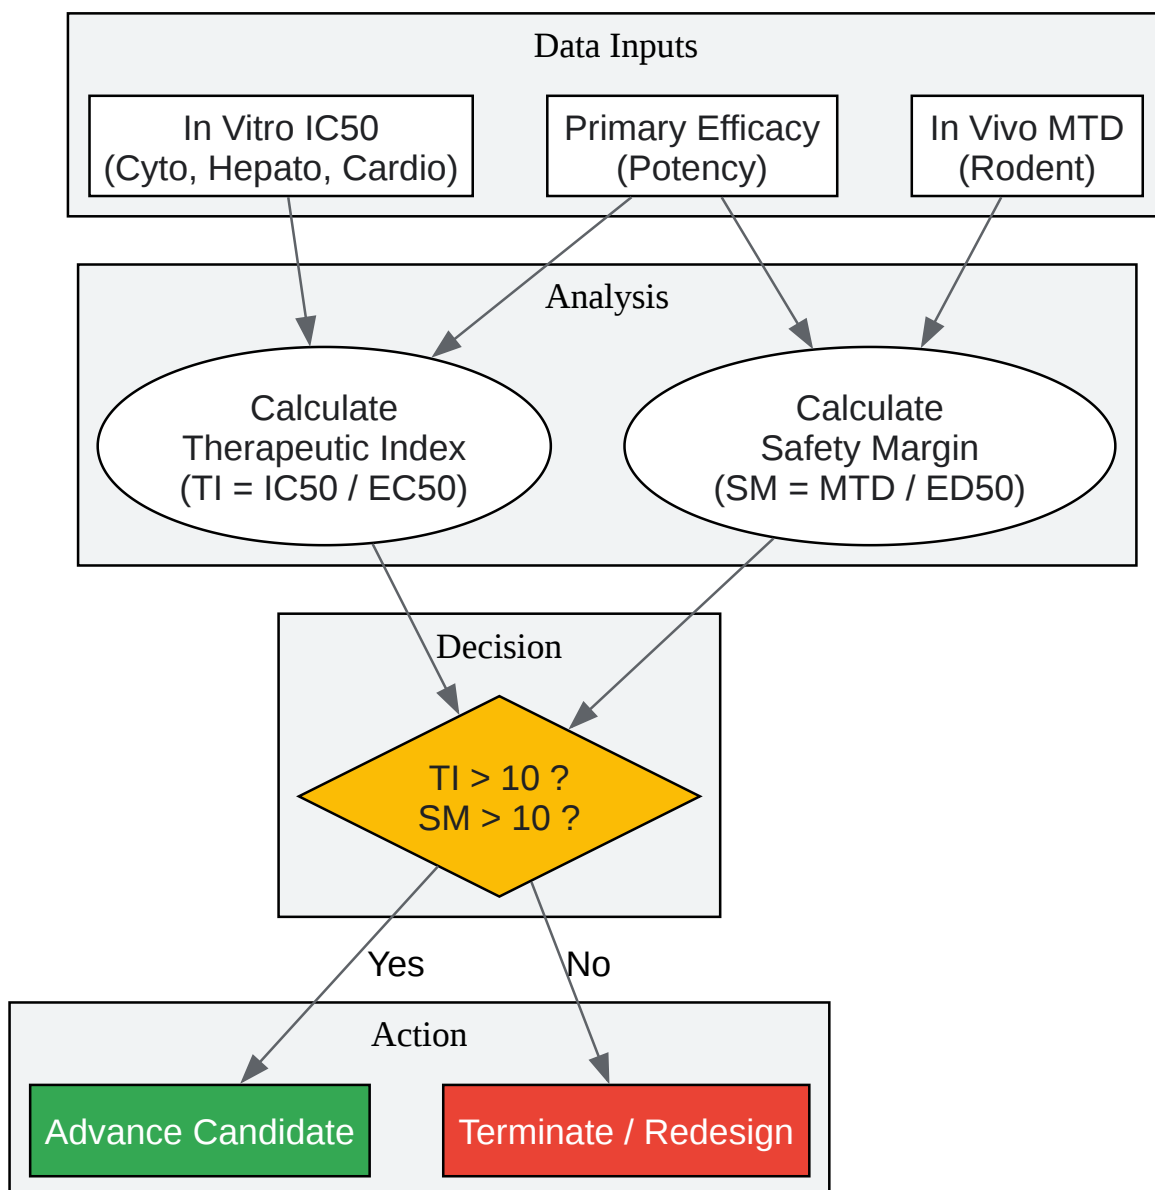 Data Inputs
In Vitro IC50
(Cyto, Hepato, Cardio)
Primary Efficacy
(Potency)
In Vivo MTD
(Rodent)
Analysis
Calculate
Therapeutic Index
(TI = IC50 / EC50)
Calculate
Safety Margin
(SM = MTD / ED50)
Decision
TI > 10 ?
SM > 10 ?
Yes
No
Action
Advance Candidate
Terminate / Redesign